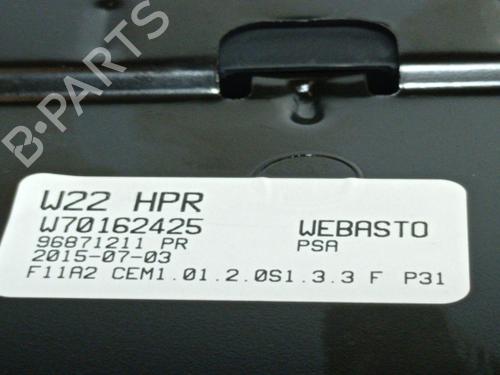 B-PARTS
W22 HPR
W70162425 WEBASTO
96871211 PR PSA
2015-07-03
F11A2 CEM1.01.2.0S1.3.3 F P31